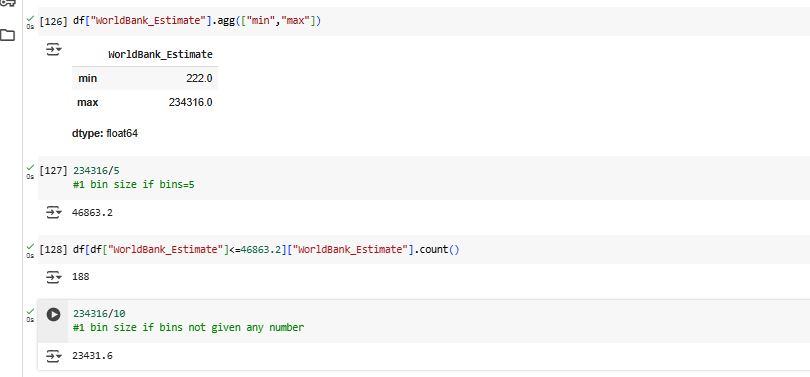 [126] df["WorldBank_Estimate"].agg(["min","max"])
0s
WorldBank_Estimate
min 222.0
max 234316.0
dtype: float64
[127] 234316/5
0s
#1 bin size if bins=5
46863.2
[128] df[df["WorldBank_Estimate"]<=46863.2]["WorldBank_Estimate"].count()
0s
188
234316/10
0s
#1 bin size if bins not given any number
23431.6